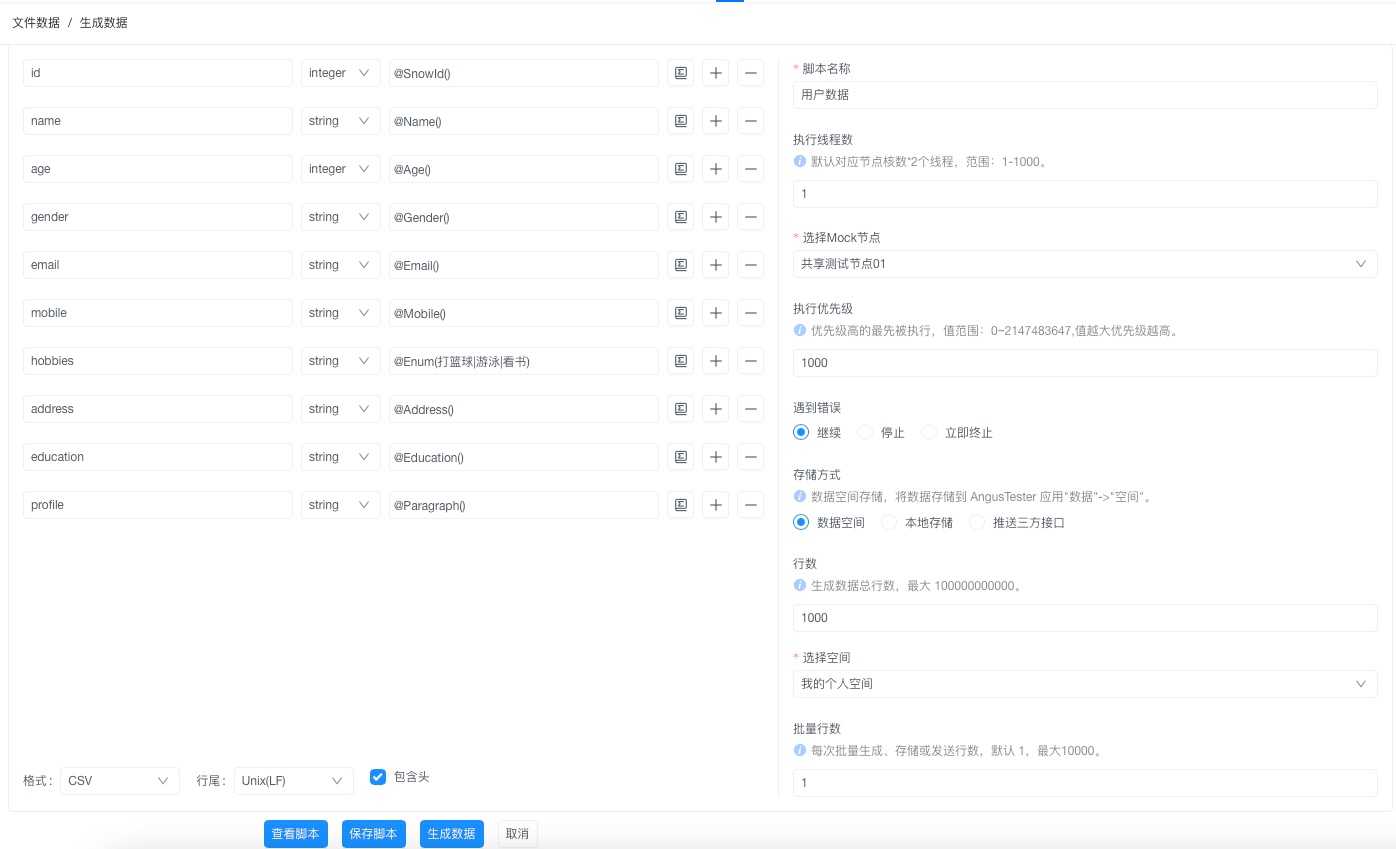 文件数据 / 生成数据
id integer @SnowId()
name string @Name()
age integer @Age()
gender string @Gender()
email string @Email()
mobile string @Mobile()
hobbies string @Enum(打篮球|游泳|看书)
address string @Address()
education string @Education()
profile string @Paragraph()
格式: CSV 行尾: Unix(LF) 包含头
* 脚本名称
用户数据
执行线程数
默认对应节点核数*2个线程，范围：1-1000。
1
* 选择Mock节点
共享测试节点01
执行优先级
优先级高的最先被执行，值范围：0~2147483647,值越大优先级越高。
1000
遇到错误
继续 停止 立即终止
存储方式
数据空间存储，将数据存储到 AngusTester 应用"数据"->"空间"。
数据空间 本地存储 推送三方接口
行数
生成数据总行数，最大 100000000000。
1000
* 选择空间
我的个人空间
批量行数
每次批量生成、存储或发送行数，默认 1，最大10000。
1
查看脚本 保存脚本 生成数据 取消